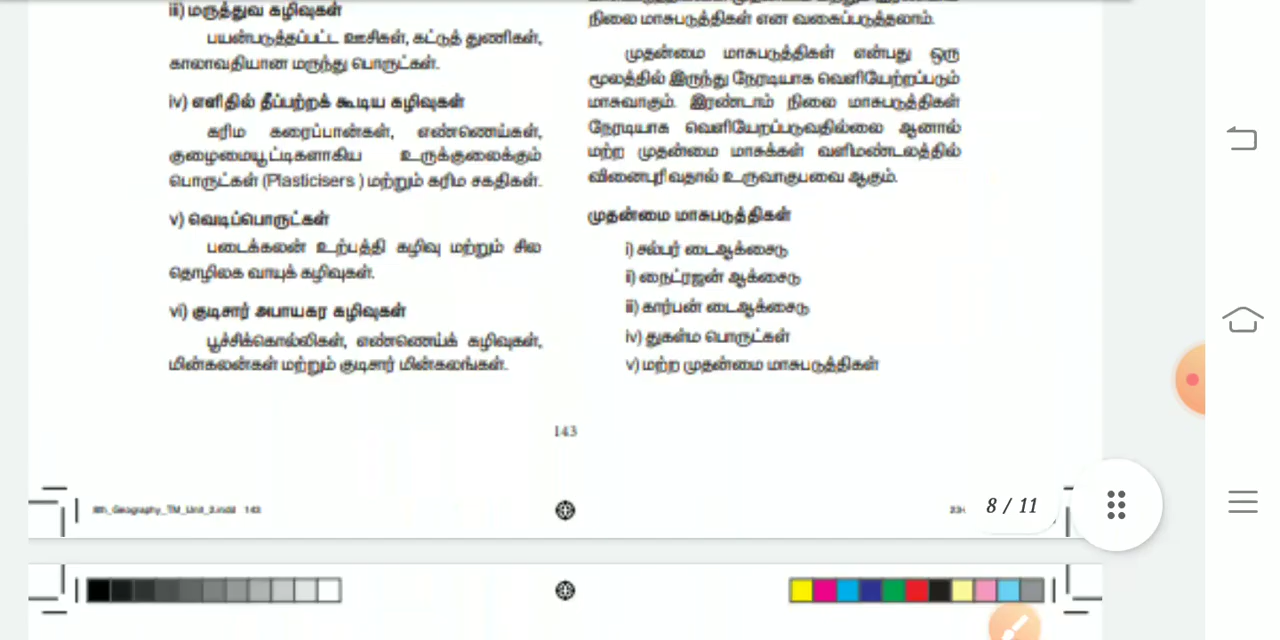 iii) மருத்துவ கழிவுகள்
பயன்படுத்தப்பட்ட ஊசிகள், கட்டுத் துணிகள்,
காலாவதியான மருந்து பொருட்கள்.
iv) எளிதில் தீப்பற்றக் கூடிய கழிவுகள்
கரிம கரைப்பான்கள், எண்ணெய்கள்,
குழைமையூட்டிகளாகிய உருக்குலைக்கும்
பொருட்கள் (Plasticisers ) மற்றும் கரிம சகதிகள்.
v) வெடிப்பொருட்கள்
படைக்கலன் உற்பத்தி கழிவு மற்றும் சில
தொழிலக வாயுக் கழிவுகள்.
vi) குடிசார் அபாயகர கழிவுகள்
பூச்சிக்கொல்லிகள், எண்ணெய்க் கழிவுகள்,
மின்கலன்கள் மற்றும் குடிசார் மின்கலங்கள்.
நிலை மாசுபடுத்திகள் என வகைப்படுத்தலாம்.
முதன்மை மாசுபடுத்திகள் என்பது ஒரு
மூலத்தில் இருந்து நேரடியாக வெளியேற்றப்படும்
மாசுவாகும். இரண்டாம் நிலை மாசுபடுத்திகள்
நேரடியாக வெளியேறப்படுவதில்லை ஆனால்
மற்ற முதன்மை மாசுக்கள் வளிமண்டலத்தில்
வினைபுரிவதால் உருவாகுபவை ஆகும்.
முதன்மை மாசுபடுத்திகள்
i) சல்பர் டைஆக்சைடு
ii) நைட்ரஜன் ஆக்சைடு
iii) கார்பன் டைஆக்சைடு
iv) துகள்ம பொருட்கள்
v) மற்ற முதன்மை மாசுபடுத்திகள்
143
8th_Geography_TM_Unit_2.indd 143
8 / 11